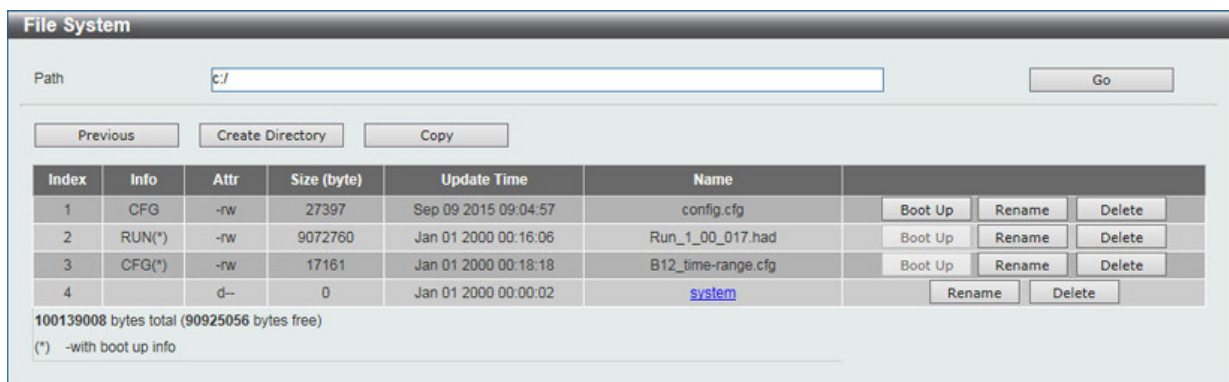 File System
Path c:/ Go
Previous Create Directory Copy
Index Info Attr Size (byte) Update Time Name
1 CFG -rw 27397 Sep 09 2015 09:04:57 config.cfg Boot Up Rename Delete
2 RUN(*) -rw 9072760 Jan 01 2000 00:16:06 Run_1_00_017.had Boot Up Rename Delete
3 CFG(*) -rw 17161 Jan 01 2000 00:18:18 B12_time-range.cfg Boot Up Rename Delete
4 d-- 0 Jan 01 2000 00:00:02 system Rename Delete
100139008 bytes total (90925056 bytes free)
(*) -with boot up info